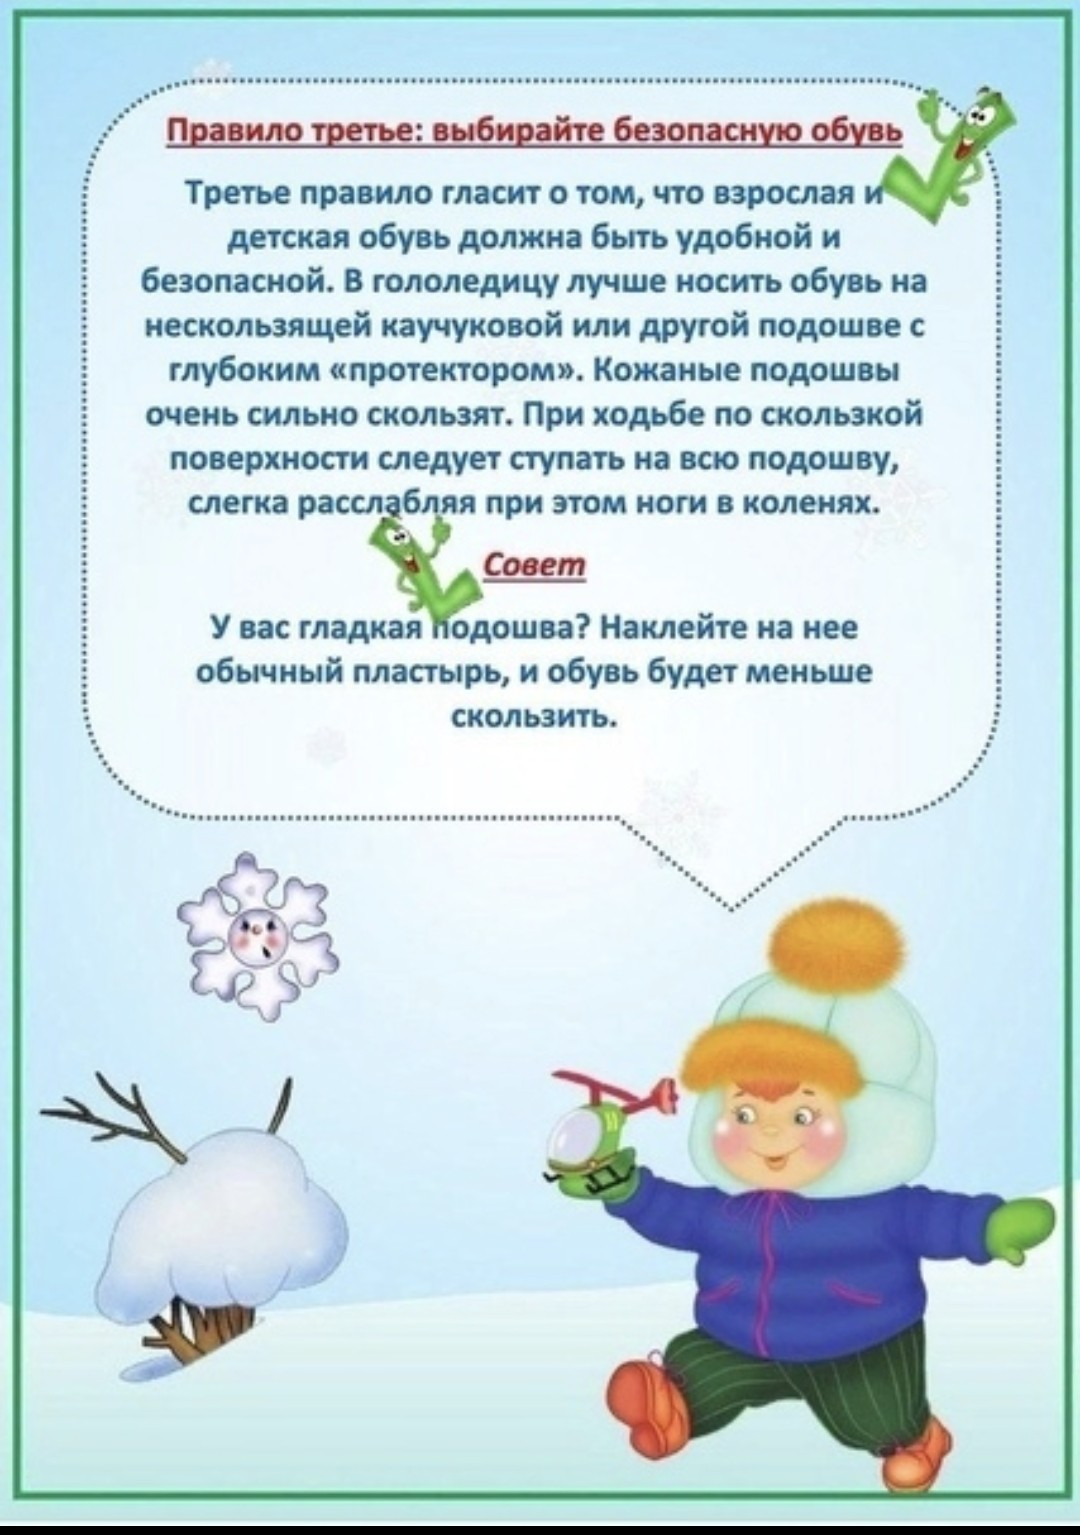 Правило третье: выбирайте безопасную обувь
Третье правило гласит о том, что взрослая и
детская обувь должна быть удобной и
безопасной. В гололедицу лучше носить обувь на
нескользящей каучуковой или другой подошве с
глубоким «протектором». Кожаные подошвы
очень сильно скользят. При ходьбе по скользкой
поверхности следует ступать на всю подошву,
слегка расслабляя при этом ноги в коленях.
Совет
У вас гладкая подошва? Наклейте на нее
обычный пластырь, и обувь будет меньше
скользить.